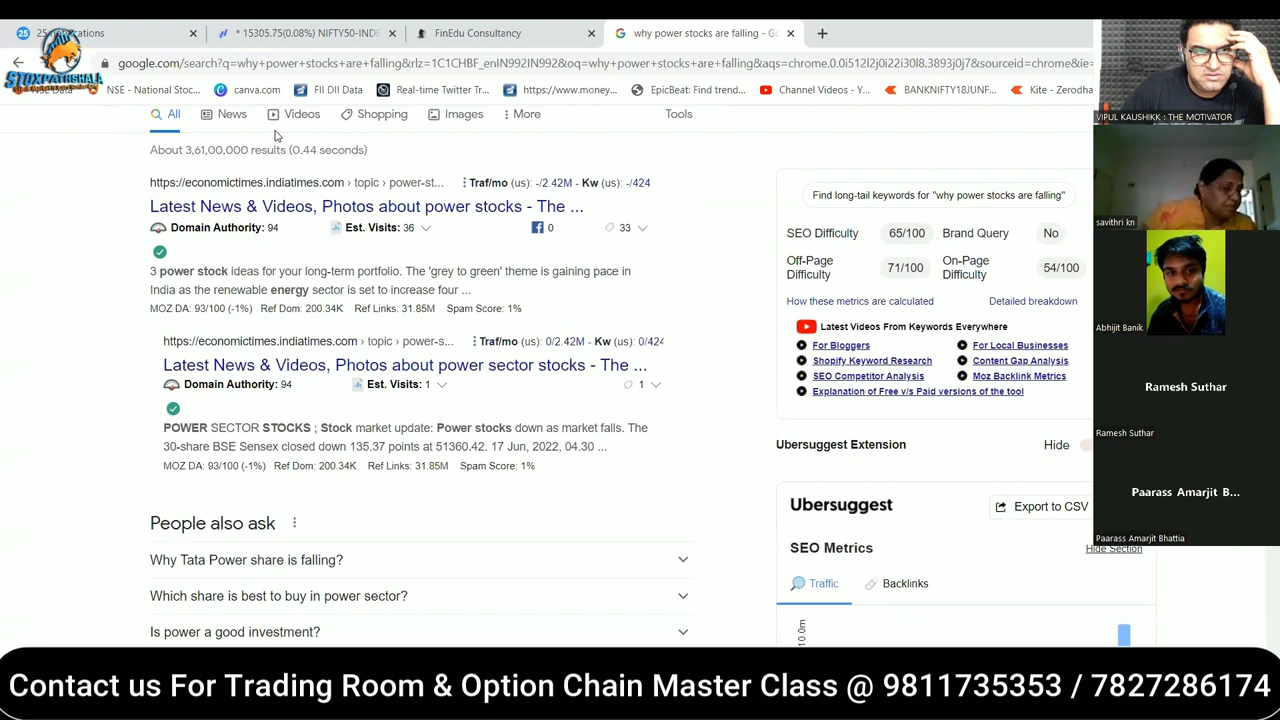 25 notifications
* 15305.75(0.08%) NIFTY50-INDE
FinEdu Consultancy
why power stocks are falling - Go
STOXPATHSHALA
google.com/search?q=why+power+stocks+are+falling&rlz=1C1CHBF_enIN992IN992&oq=why+power+stocks+are+falling&aqs=chrome.0.0i512l2j0i22i30l8.3893j0j7&sourceid=chrome&ie=
NSE Data
NSE - National Stoc...
canva.com
FII DII Data
Real-time Twitter Tr...
https://www.money...
EpicBeat: Find trend...
Channel Videos - Y...
BANKNIFTY18JUNF...
Kite - Zerodha
All
News
Videos
Shopping
Images
More
Tools
About 3,61,00,000 results (0.44 seconds)
https://economictimes.indiatimes.com › topic › power-st...
Traf/mo (us): -/2.42M - Kw (us): -/424
Latest News & Videos, Photos about power stocks - The ...
Domain Authority: 94
Est. Visits: 36
0
33
3 power stock ideas for your long-term portfolio. The 'grey to green' theme is gaining pace in
India as the renewable energy sector is set to increase four ...
MOZ DA: 93/100 (-1%) Ref Dom: 200.34K Ref Links: 31.85M Spam Score: 1%
https://economictimes.indiatimes.com › topic › power-s...
Traf/mo (us): 0/2.42M - Kw (us): 0/424
Latest News & Videos, Photos about power sector stocks - The ...
Domain Authority: 94
Est. Visits: 1
1
POWER SECTOR STOCKS ; Stock market update: Power stocks down as market falls. The
30-share BSE Sensex closed down 135.37 points at 51360.42. 17 Jun, 2022, 04.30 ...
MOZ DA: 93/100 (-1%) Ref Dom: 200.34K Ref Links: 31.85M Spam Score: 1%
People also ask
Why Tata Power share is falling?
Which share is best to buy in power sector?
Is power a good investment?
Find long-tail keywords for "why power stocks are falling"
SEO Difficulty 65/100 Brand Query No
Off-Page Difficulty 71/100 On-Page Difficulty 54/100
How these metrics are calculated
Detailed breakdown
Latest Videos From Keywords Everywhere
For Bloggers
For Local Businesses
Shopify Keyword Research
Content Gap Analysis
SEO Competitor Analysis
Moz Backlink Metrics
Explanation of Free v/s Paid versions of the tool
Ubersuggest Extension
Hide
Ubersuggest
Export to CSV
SEO Metrics
Hide Section
Traffic
Backlinks
10.0m
VIPUL KAUSHIKK : THE MOTIVATOR
savithri kn
Abhijit Banik
Ramesh Suthar
Ramesh Suthar
Paarass Amarjit B...
Paarass Amarjit Bhattia
Contact us For Trading Room & Option Chain Master Class @ 9811735353 / 7827286174